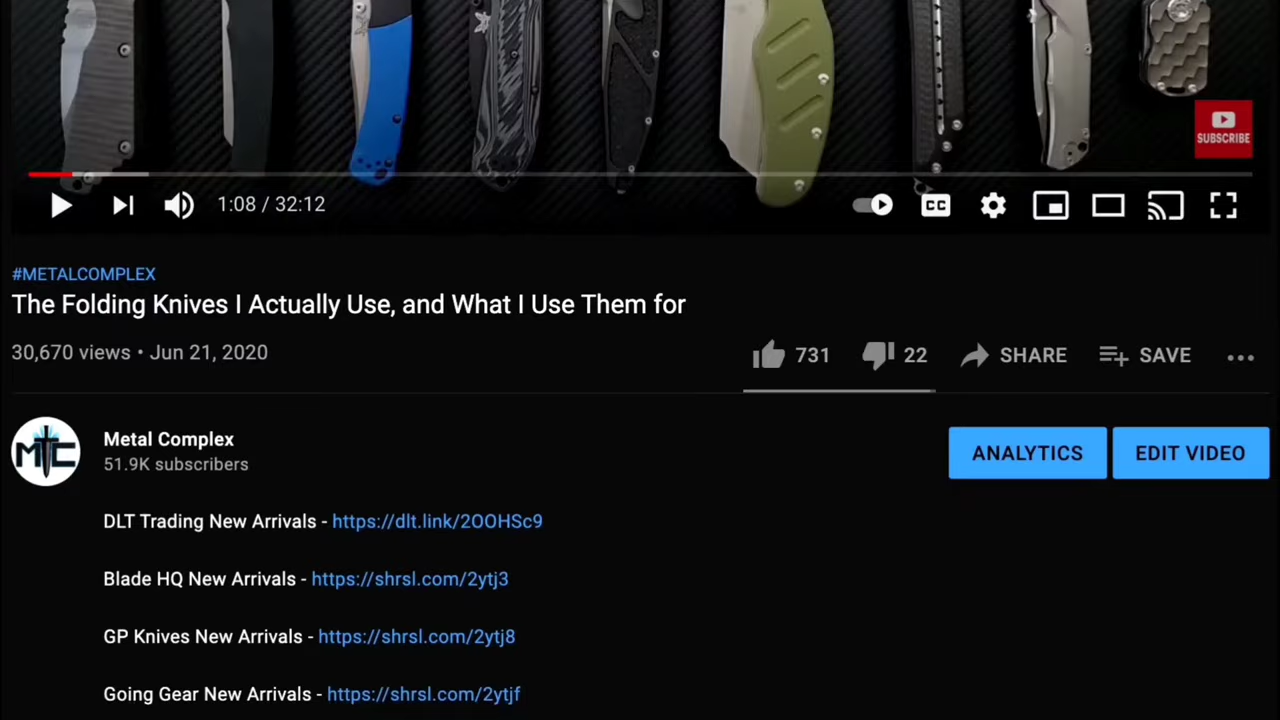 SUBSCRIBE
1:08 / 32:12
CC
#METALCOMPLEX
The Folding Knives I Actually Use, and What I Use Them for
30,670 views • Jun 21, 2020
731
22
SHARE
SAVE
MTC
Metal Complex
51.9K subscribers
ANALYTICS
EDIT VIDEO
DLT Trading New Arrivals - https://dlt.link/2OOHSc9
Blade HQ New Arrivals - https://shrsl.com/2ytj3
GP Knives New Arrivals - https://shrsl.com/2ytj8
Going Gear New Arrivals - https://shrsl.com/2ytjf